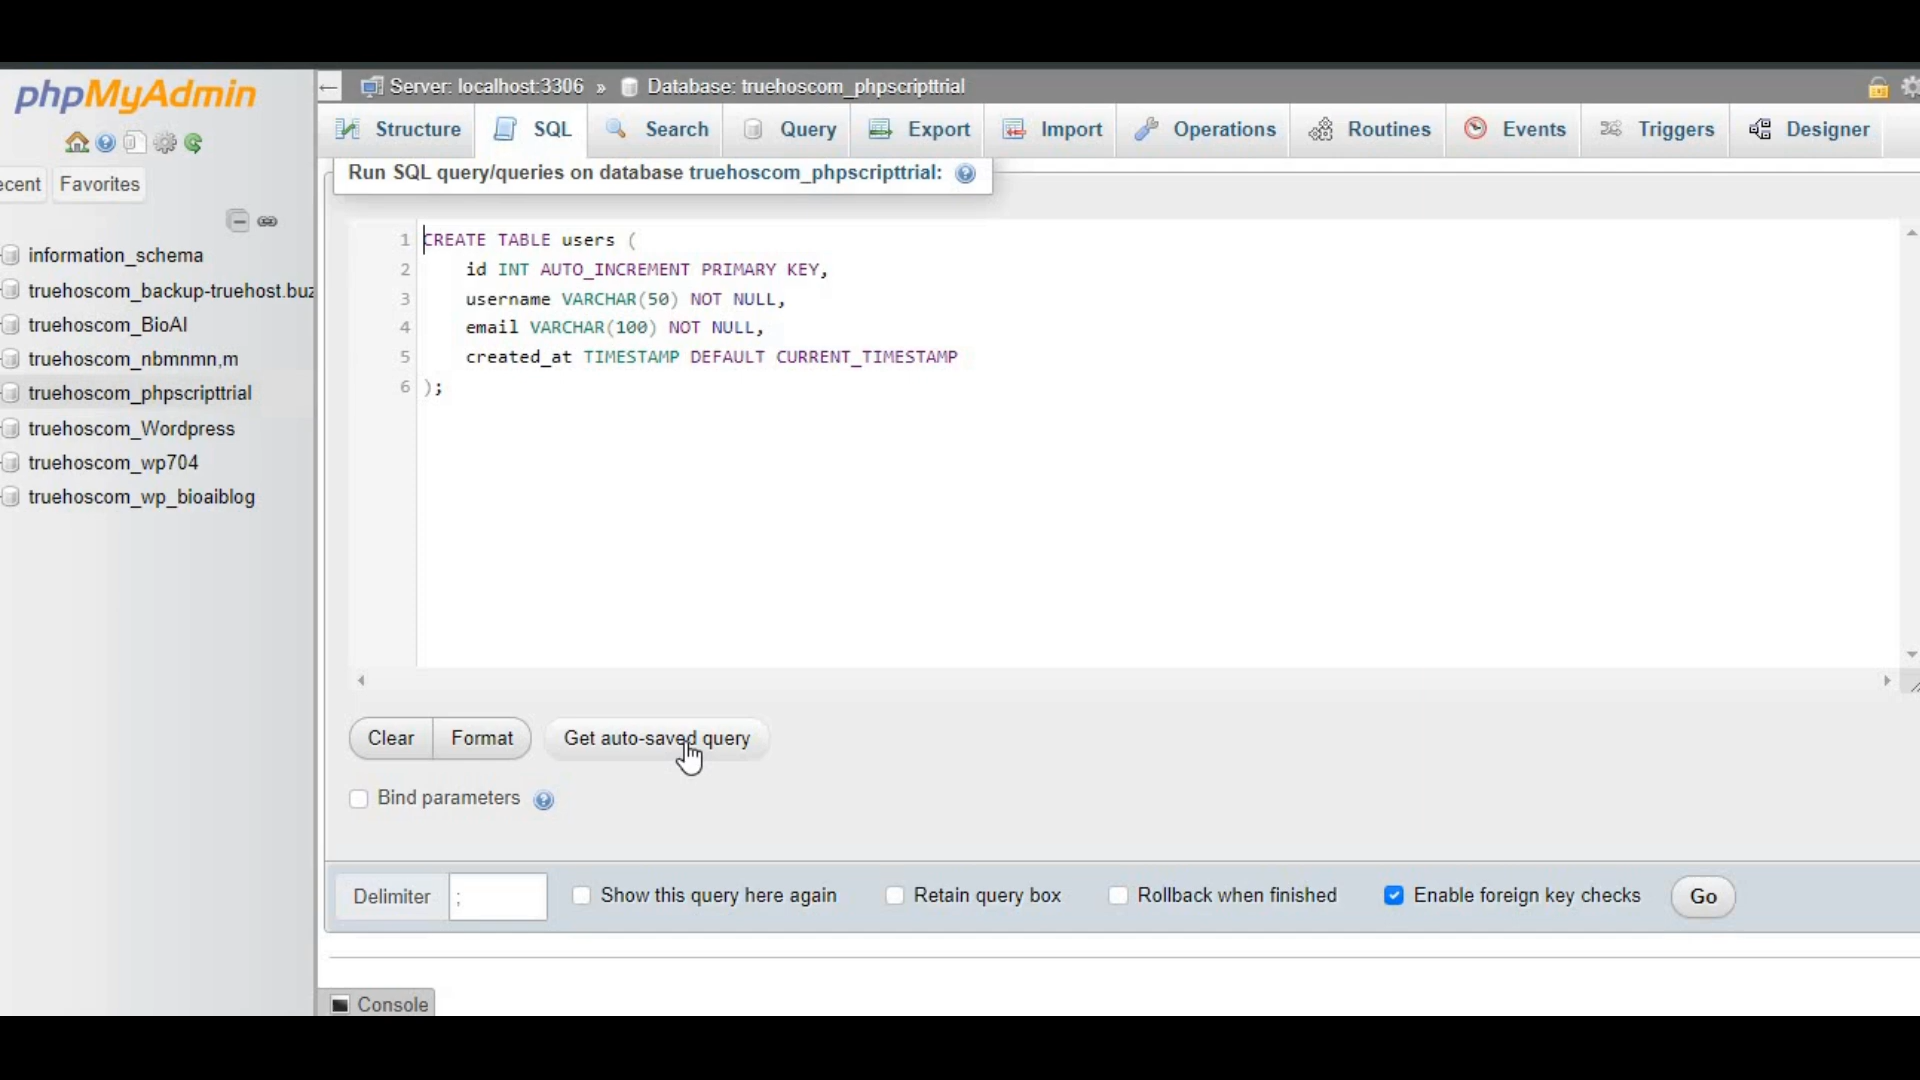 phpMyAdmin
Server: localhost:3306 » Database: truehoscom_phpscripttrial
Structure SQL Search Query Export Import Operations Routines Events Triggers Designer
ecent Favorites
information_schema
truehoscom_backup-truehost.buz
truehoscom_BioAI
truehoscom_nbmnmn,m
truehoscom_phpscripttrial
truehoscom_Wordpress
truehoscom_wp704
truehoscom_wp_bioaiblog
Run SQL query/queries on database truehoscom_phpscripttrial:
1 CREATE TABLE users (
2 id INT AUTO_INCREMENT PRIMARY KEY,
3 username VARCHAR(50) NOT NULL,
4 email VARCHAR(100) NOT NULL,
5 created_at TIMESTAMP DEFAULT CURRENT_TIMESTAMP
6 );
Clear Format Get auto-saved query
Bind parameters
Delimiter ; Show this query here again Retain query box Rollback when finished Enable foreign key checks Go
Console